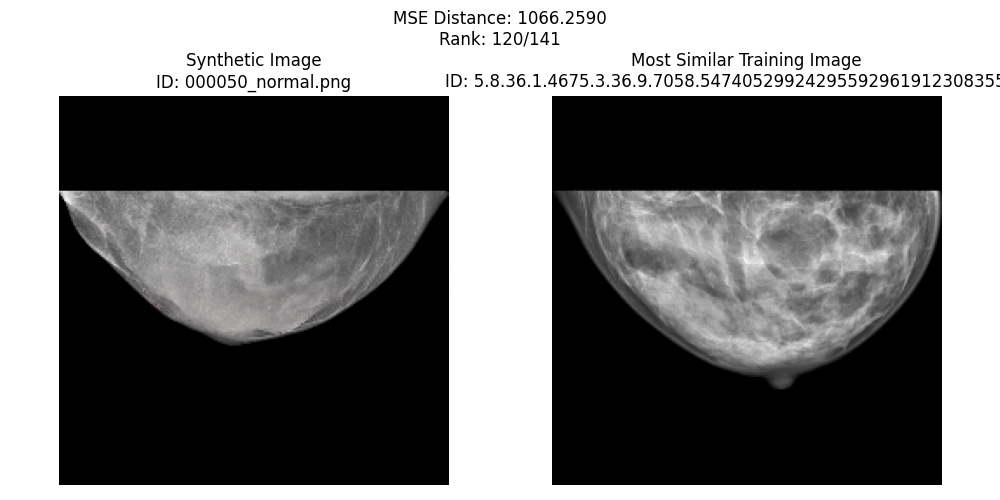 MSE Distance: 1066.2590
Rank: 120/141
Synthetic Image
ID: 000050_normal.png
Most Similar Training Image
ID: 5.8.36.1.4675.3.36.9.7058.54740529924295592961912308355